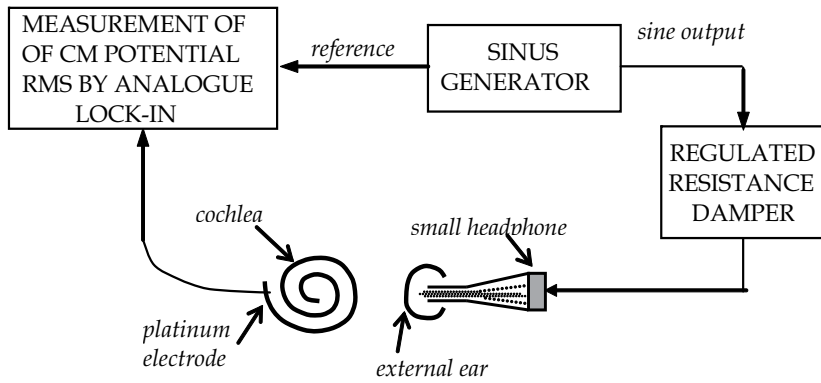 MEASUREMENT OF
OF CM POTENTIAL
RMS BY ANALOGUE
LOCK-IN
reference
SINUS
GENERATOR
sine output
REGULATED
RESISTANCE
DAMPER
cochlea
small headphone
platinum
electrode
external ear